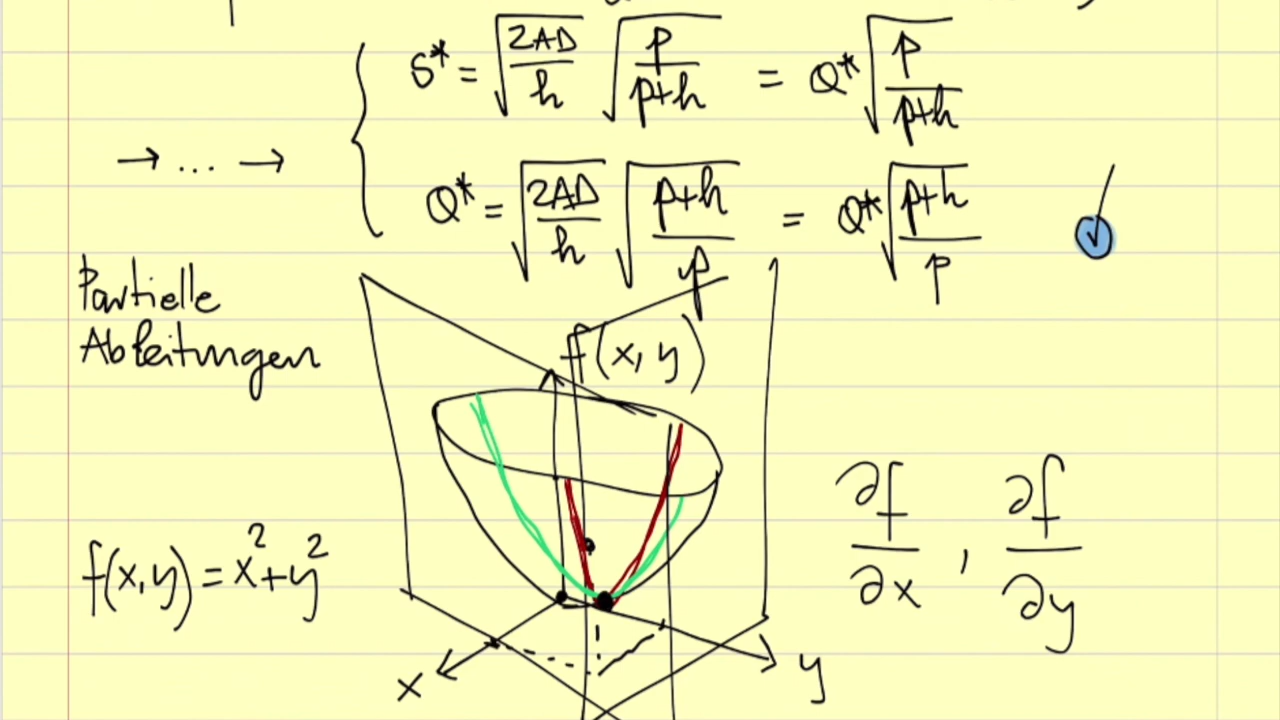 S* = √(2AD/h) √(p/(p+h)) = Q* √(p/(p+h))
→ ... →
Q* = √(2AD/h) √((p+h)/p) = Q* √((p+h)/p) ✓
Partielle
Ableitungen
f(x, y)
∂f/∂x , ∂f/∂y
f(x,y) = x² + y²
x
y